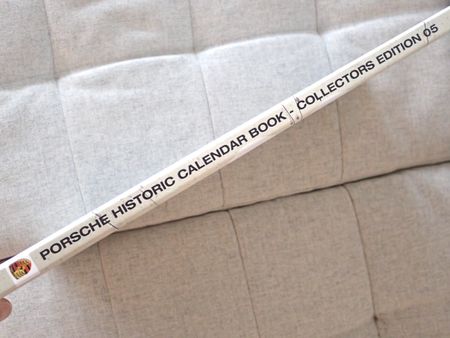 PORSCHE HISTORIC CALENDAR BOOK - COLLECTORS EDITION 05